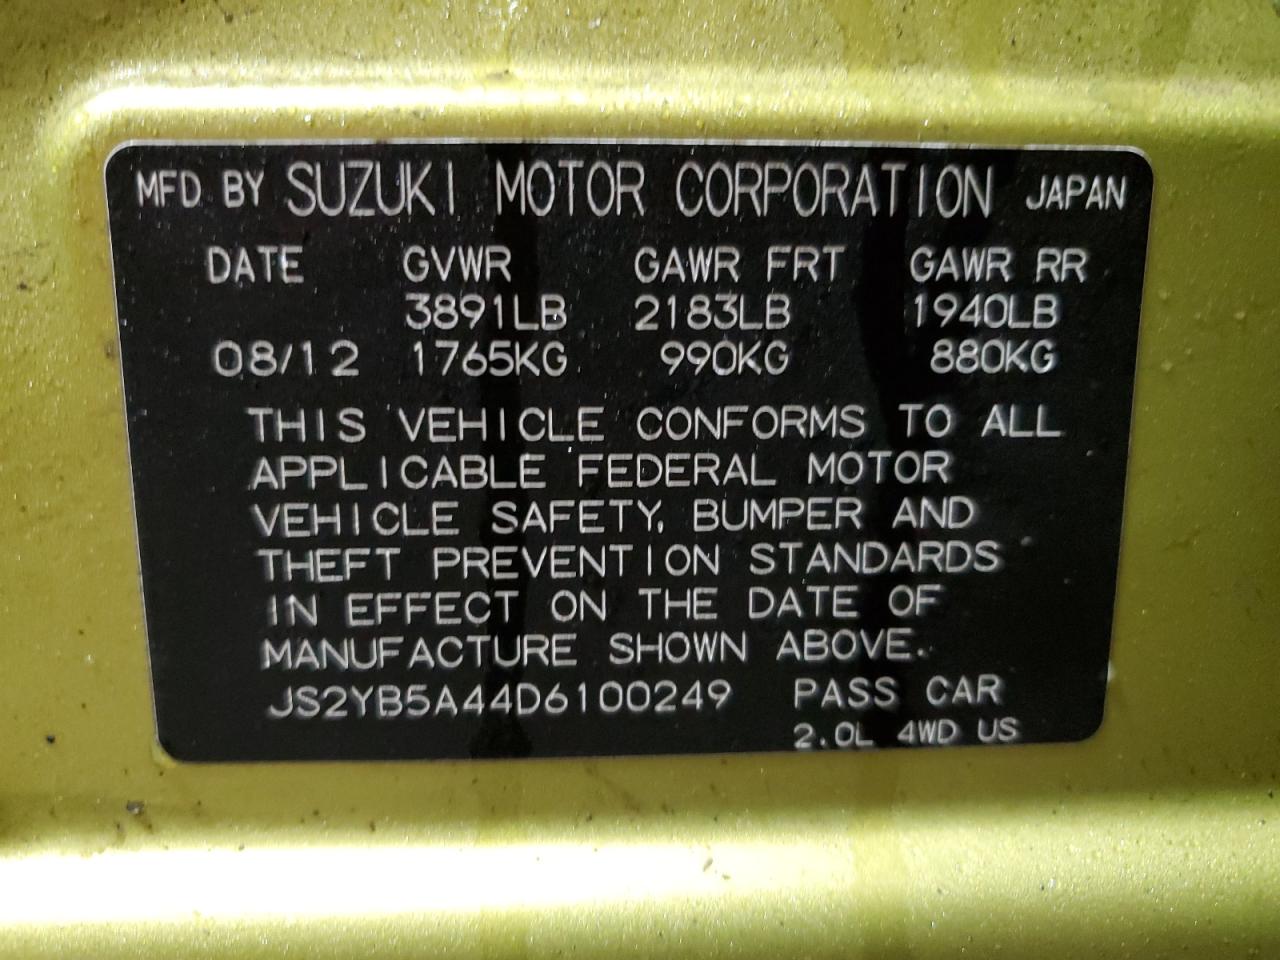 MFD BY SUZUKI MOTOR CORPORATION JAPAN
DATE GVWR GAWR FRT GAWR RR
3891LB 2183LB 1940LB
08/12 1765KG 990KG 880KG
THIS VEHICLE CONFORMS TO ALL
APPLICABLE FEDERAL MOTOR
VEHICLE SAFETY, BUMPER AND
THEFT PREVENTION STANDARDS
IN EFFECT ON THE DATE OF
MANUFACTURE SHOWN ABOVE.
JS2YB5A44D6100249 PASS CAR
2.0L 4WD US